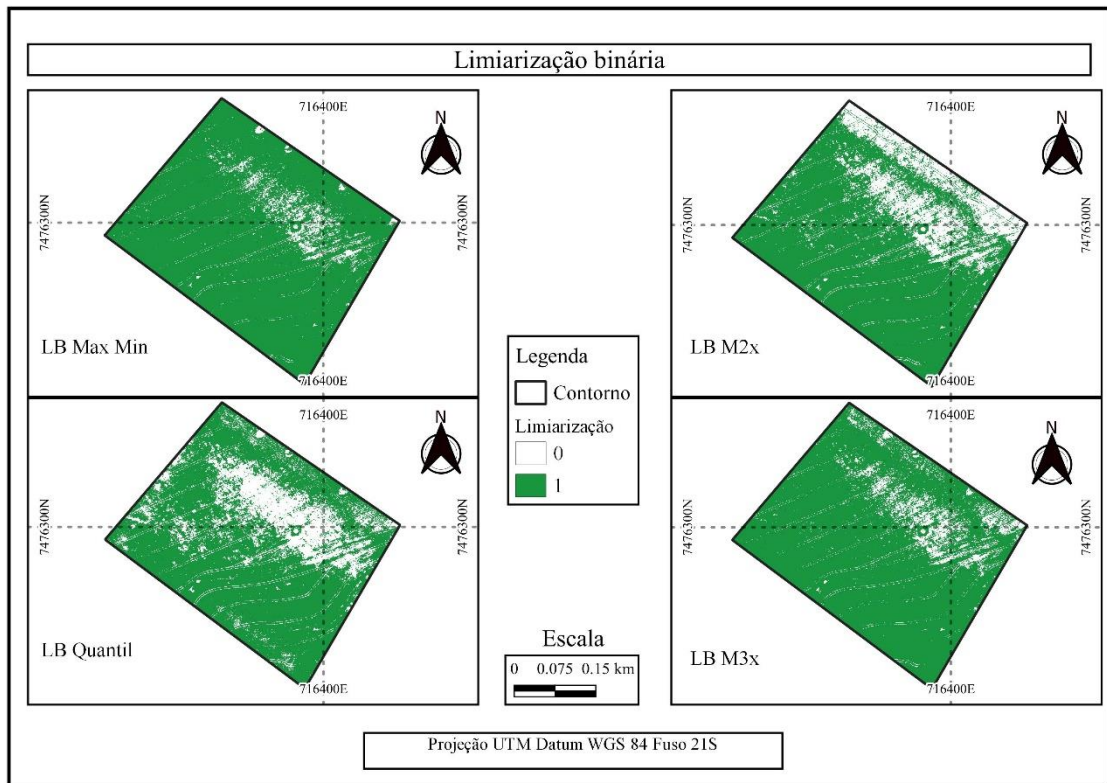 Limiarização binária
716400E
N
7476300N
7476300N
LB Max Min
716400E
716400E
N
7476300N
7476300N
LB M2x
716400E
Legenda
Contorno
Limiarização
0
1
716400E
N
7476300N
7476300N
LB Quantil
716400E
716400E
N
7476300N
7476300N
LB M3x
716400E
Escala
0 0.075 0.15 km
Projeção UTM Datum WGS 84 Fuso 21S